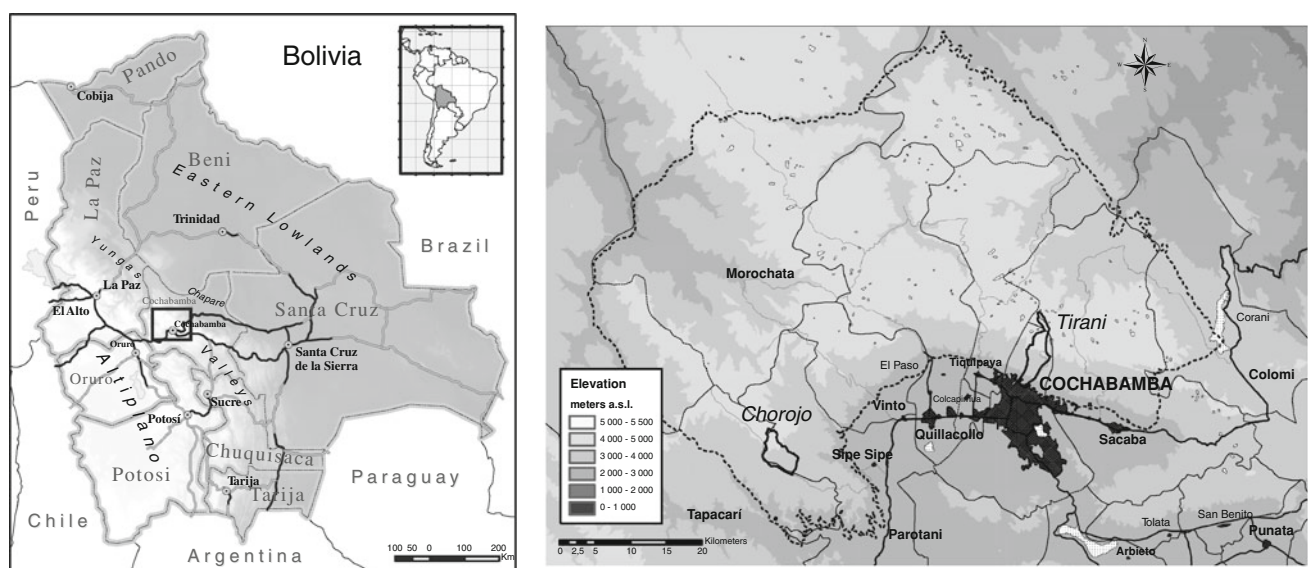 Bolivia
Pando
Cobija
Beni
La Paz
Peru
Eastern Lowlands
Trinidad
Brazil
Yungas
La Paz
El Alto
Chapare
Cochabamba
Cochabamba
Santa Cruz
Oruro
Valleys
Santa Cruz
de la Sierra
Altiplano
Oruro
Sucre
Potosí
Chuquisaca
Potosi
Tarija
Tarija
Paraguay
Chile
Argentina
100 50 0 100 200
Km
N
W E
S
Morochata
Tirani
Corani
El Paso
Tiquipaya
COCHABAMBA
Colomi
Colcapirhua
Vinto
Chorojo
Quillacollo
Sacaba
Sipe Sipe
Elevation
meters a.s.l.
5 000 - 5 500
4 000 - 5 000
3 000 - 4 000
2 000 - 3 000
1 000 - 2 000
0 - 1 000
Tapacarí
Parotani
San Benito
Tolata
Punata
Arbieto
Kilometers
0 2,5 5 10 15 20